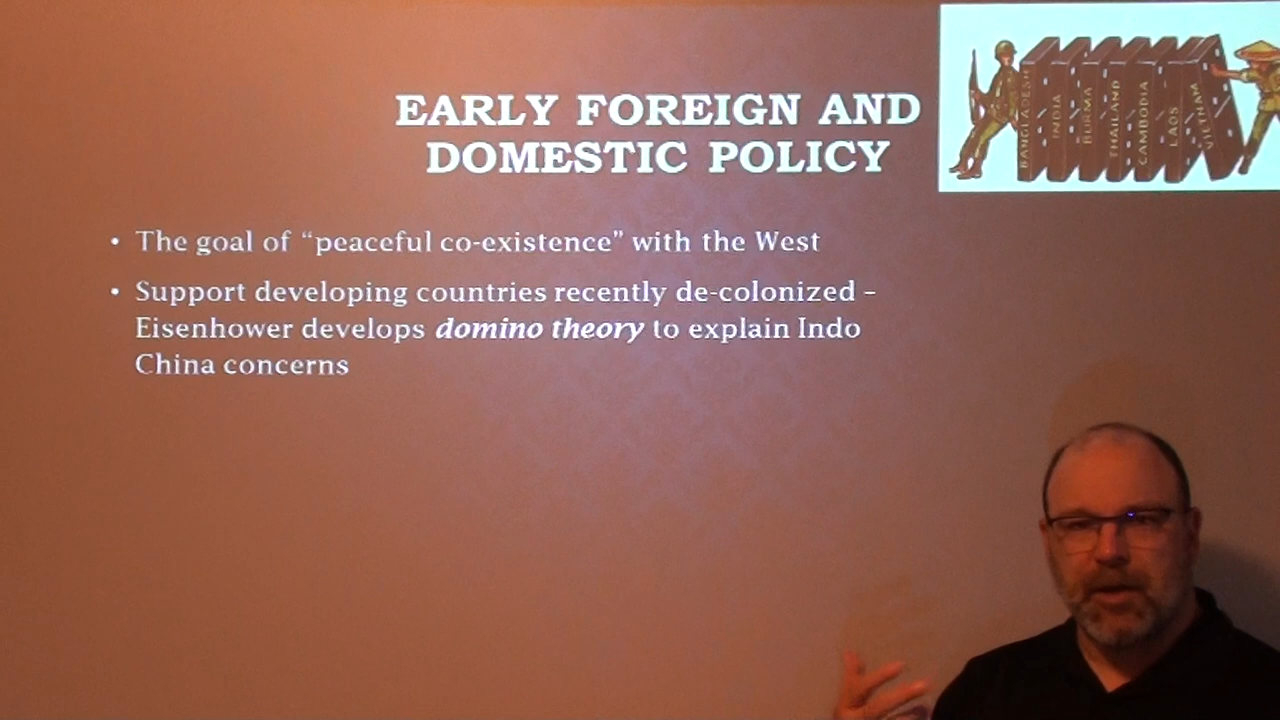 EARLY FOREIGN AND
DOMESTIC POLICY
• The goal of “peaceful co-existence” with the West
• Support developing countries recently de-colonized –
Eisenhower develops domino theory to explain Indo
China concerns
BANGLADESH
INDIA
BURMA
THAILAND
CAMBODIA
LAOS
VIETNAM